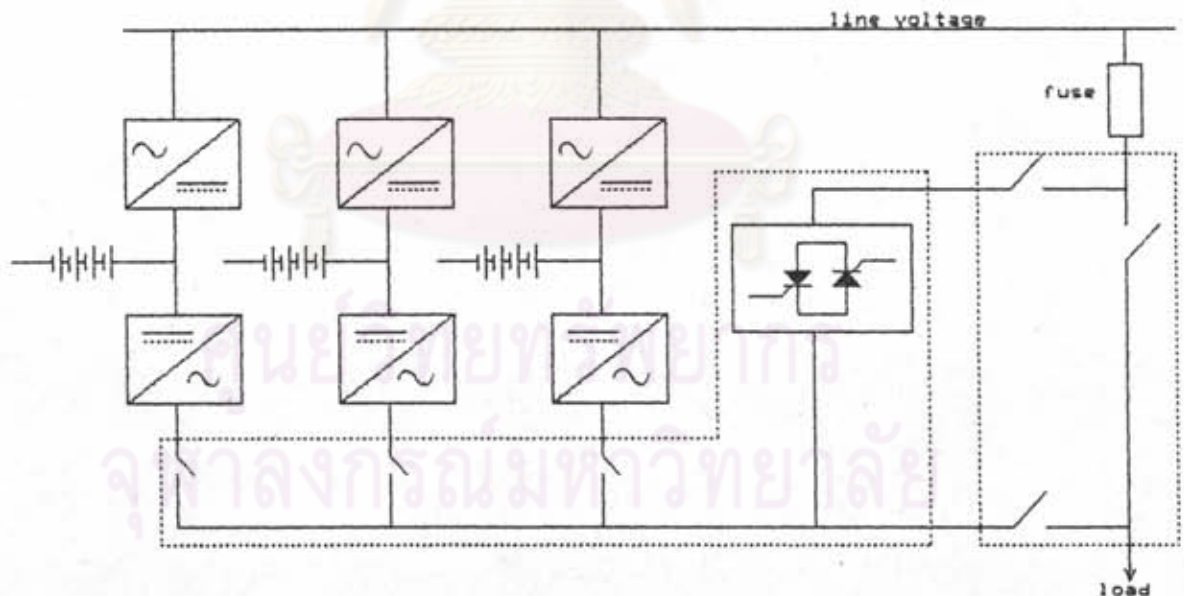 line voltage
fuse
ศูนย์วิทยทรัพยากร
จุฬาลงกรณ์มหาวิทยาลัย
load